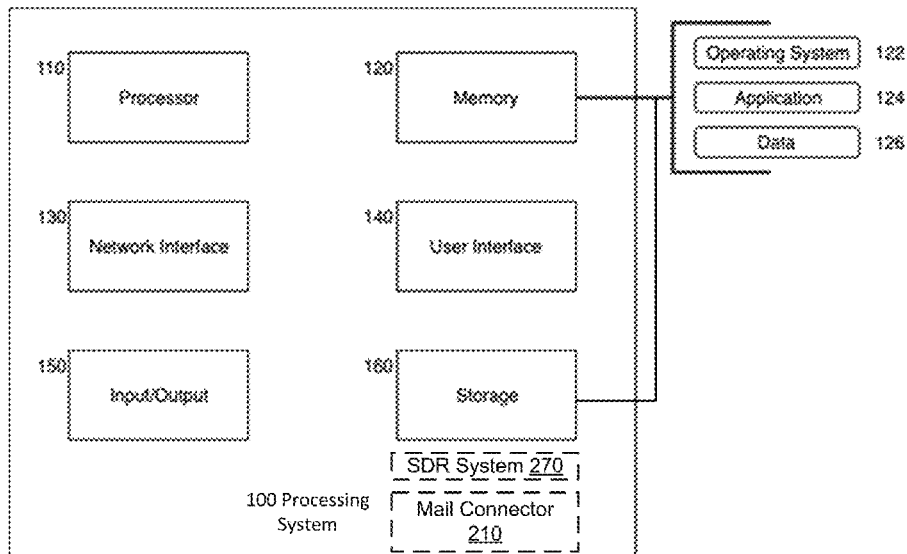 110
Processor
120
Memory
Operating System
122
Application
124
Data
126
130
Network Interface
140
User Interface
150
Input/Output
160
Storage
SDR System 270
100 Processing
System
Mail Connector
210